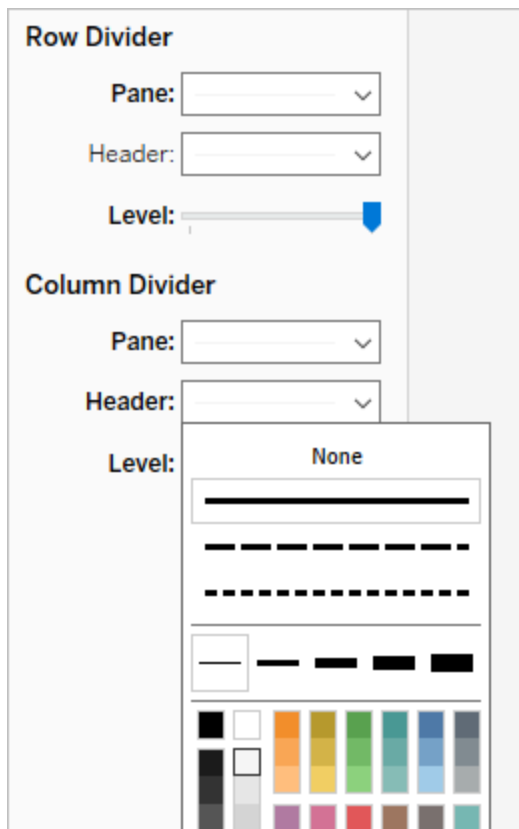 Row Divider
Pane:
Header:
Level:
Column Divider
Pane:
Header:
Level:
None